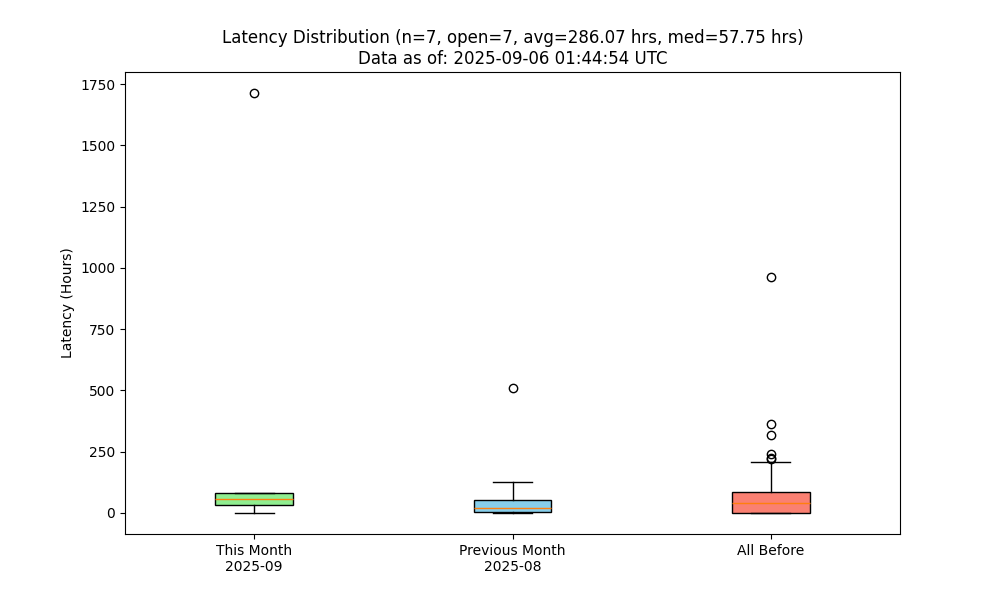 Latency Distribution (n=7, open=7, avg=286.07 hrs, med=57.75 hrs)
Data as of: 2025-09-06 01:44:54 UTC
1750
1500
1250
1000
750
500
250
0
Latency (Hours)
This Month
2025-09
Previous Month
2025-08
All Before